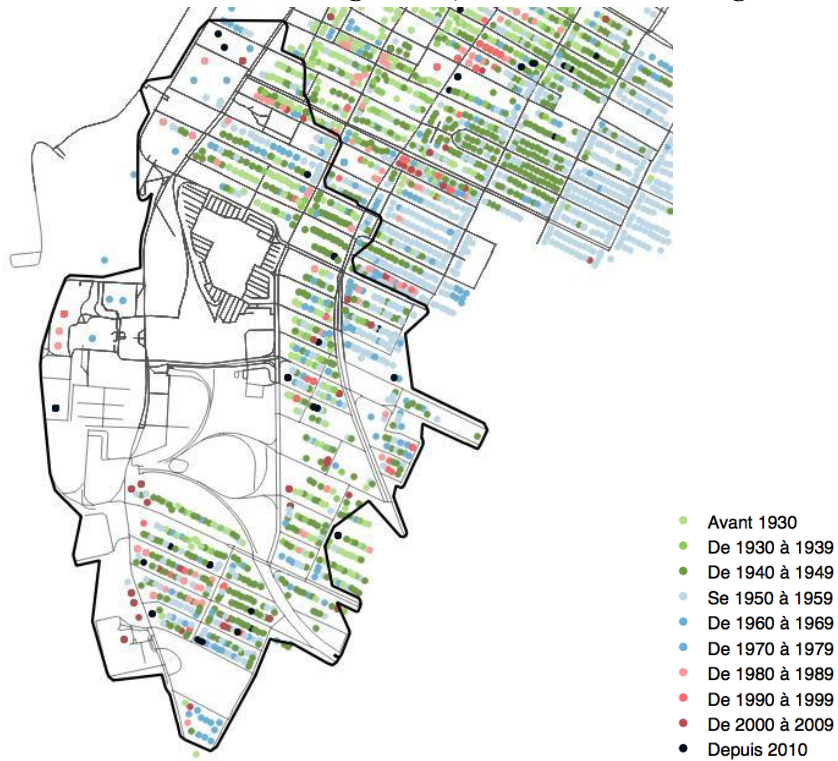 Avant 1930
De 1930 à 1939
De 1940 à 1949
Se 1950 à 1959
De 1960 à 1969
De 1970 à 1979
De 1980 à 1989
De 1990 à 1999
De 2000 à 2009
Depuis 2010